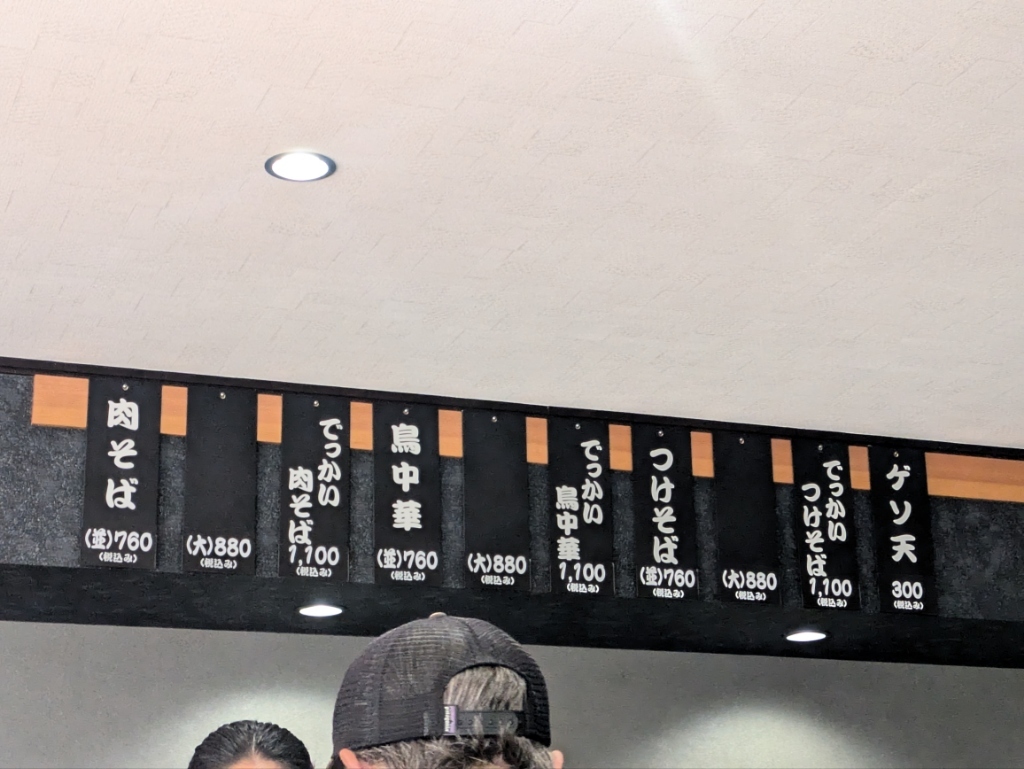 肉そば
(並)760
(税込み)
(大)880
(税込み)
でっかい
肉そば
1,100
(税込み)
鳥中華
(並)760
(税込み)
(大)880
(税込み)
でっかい
鳥中華
1,100
(税込み)
つけそば
(並)760
(税込み)
(大)880
(税込み)
でっかい
つけそば
1,100
(税込み)
ゲソ天
300
(税込み)